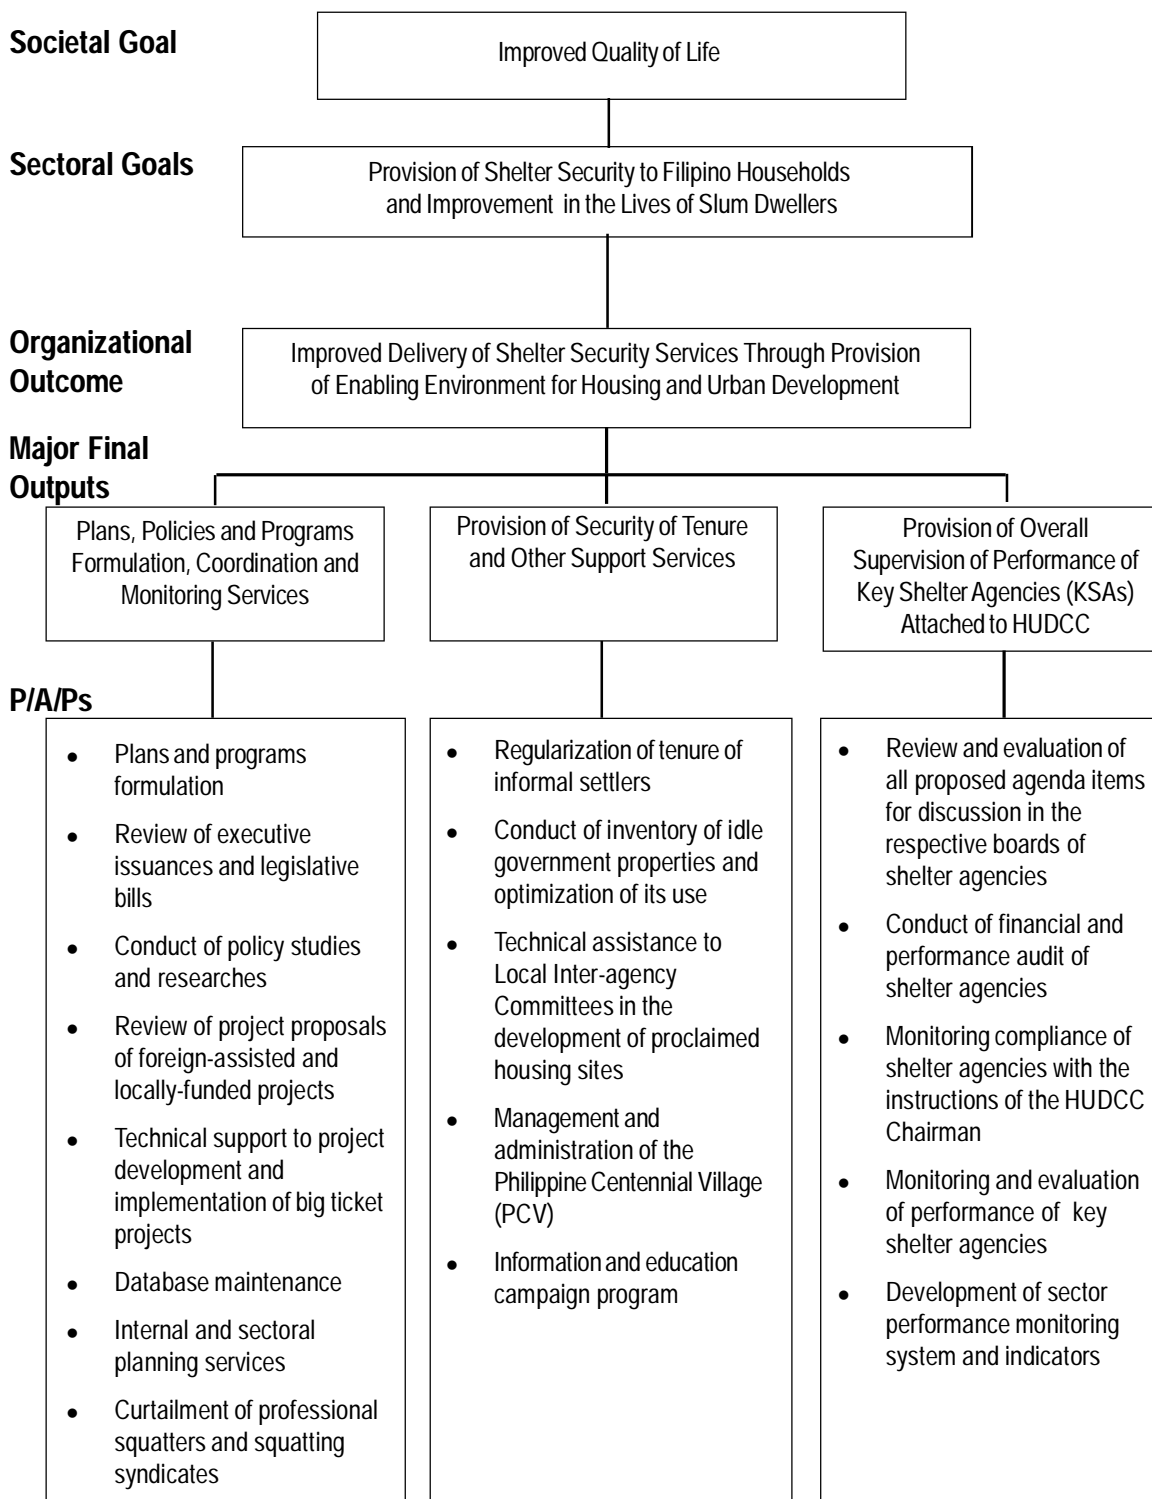 Societal Goal
Improved Quality of Life
Sectoral Goals
Provision of Shelter Security to Filipino Households
and Improvement in the Lives of Slum Dwellers
Organizational
Outcome
Improved Delivery of Shelter Security Services Through Provision
of Enabling Environment for Housing and Urban Development
Major Final
Outputs
Plans, Policies and Programs
Formulation, Coordination and
Monitoring Services
Provision of Security of Tenure
and Other Support Services
Provision of Overall
Supervision of Performance of
Key Shelter Agencies (KSAs)
Attached to HUDCC
P/A/Ps
• Plans and programs
formulation
• Review of executive
issuances and legislative
bills
• Conduct of policy studies
and researches
• Review of project proposals
of foreign-assisted and
locally-funded projects
• Technical support to project
development and
implementation of big ticket
projects
• Database maintenance
• Internal and sectoral
planning services
• Curtailment of professional
squatters and squatting
syndicates
• Regularization of tenure of
informal settlers
• Conduct of inventory of idle
government properties and
optimization of its use
• Technical assistance to
Local Inter-agency
Committees in the
development of proclaimed
housing sites
• Management and
administration of the
Philippine Centennial Village
(PCV)
• Information and education
campaign program
• Review and evaluation of
all proposed agenda items
for discussion in the
respective boards of
shelter agencies
• Conduct of financial and
performance audit of
shelter agencies
• Monitoring compliance of
shelter agencies with the
instructions of the HUDCC
Chairman
• Monitoring and evaluation
of performance of key
shelter agencies
• Development of sector
performance monitoring
system and indicators